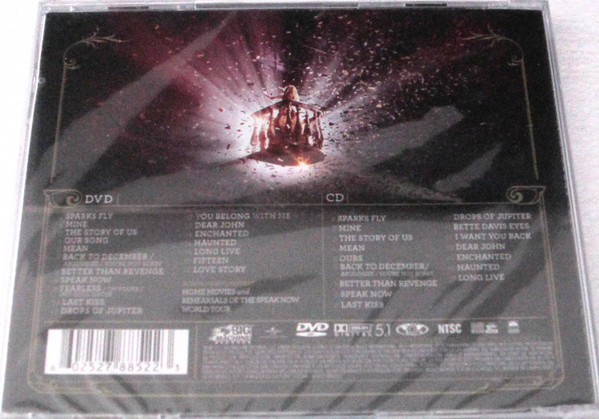 DVD
SPARKS FLY
MINE
THE STORY OF US
OUR SONG
MEAN
BACK TO DECEMBER /
BETTER THAN REVENGE
SPEAK NOW
FEARLESS /
LAST KISS
DROPS OF JUPITER
YOU BELONG WITH ME
DEAR JOHN
ENCHANTED
HAUNTED
LONG LIVE
FIFTEEN
LOVE STORY
HOME MOVIES and
REHEARSALS OF THE SPEAK NOW
WORLD TOUR
CD
SPARKS FLY
MINE
THE STORY OF US
MEAN
OURS
BACK TO DECEMBER /
BETTER THAN REVENGE
SPEAK NOW
LAST KISS
DROPS OF JUPITER
BETTE DAVIS EYES
I WANT YOU BACK
DEAR JOHN
ENCHANTED
HAUNTED
LONG LIVE
BIG MACHINE
DVD
5.1
NTSC
02527 88522